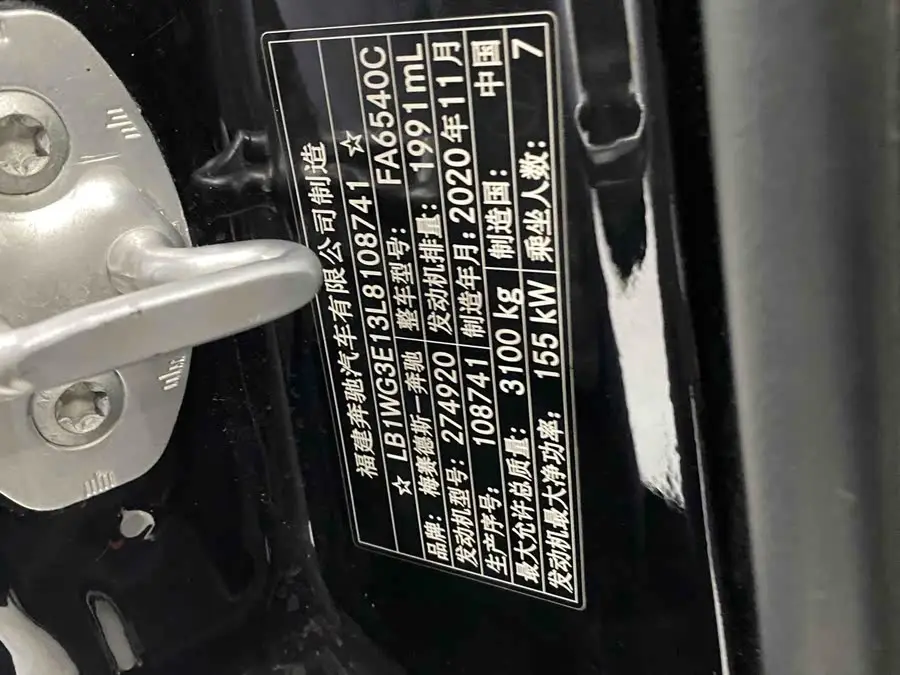 福建奔驰汽车有限公司制造
☆ LB1WG3E13L8108741 ☆
品牌: 梅赛德斯一奔驰 整车型号: FA6540C
发动机型号: 274920 发动机排量: 1991mL
生产序号: 108741 制造年月: 2020年11月
最大允许总质量: 3100 kg 制造国: 中国
发动机最大净功率: 155 kW 乘坐人数: 7